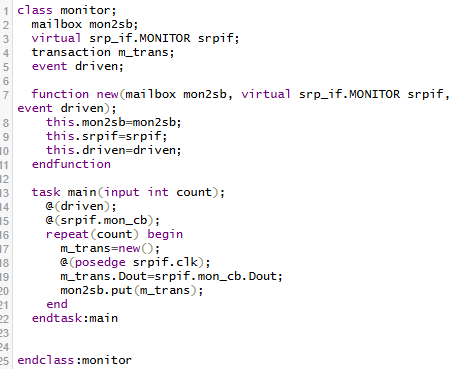 1 class monitor;
2   mailbox mon2sb;
3   virtual srp_if.MONITOR srpif;
4   transaction m_trans;
5   event driven;
6
7   function new(mailbox mon2sb, virtual srp_if.MONITOR srpif,
event driven);
8     this.mon2sb=mon2sb;
9     this.srpif=srpif;
10     this.driven=driven;
11   endfunction
12
13   task main(input int count);
14     @(driven);
15     @(srpif.mon_cb);
16     repeat(count) begin
17       m_trans=new();
18       @(posedge srpif.clk);
19       m_trans.Dout=srpif.mon_cb.Dout;
20       mon2sb.put(m_trans);
21     end
22   endtask:main
23
24
25 endclass:monitor